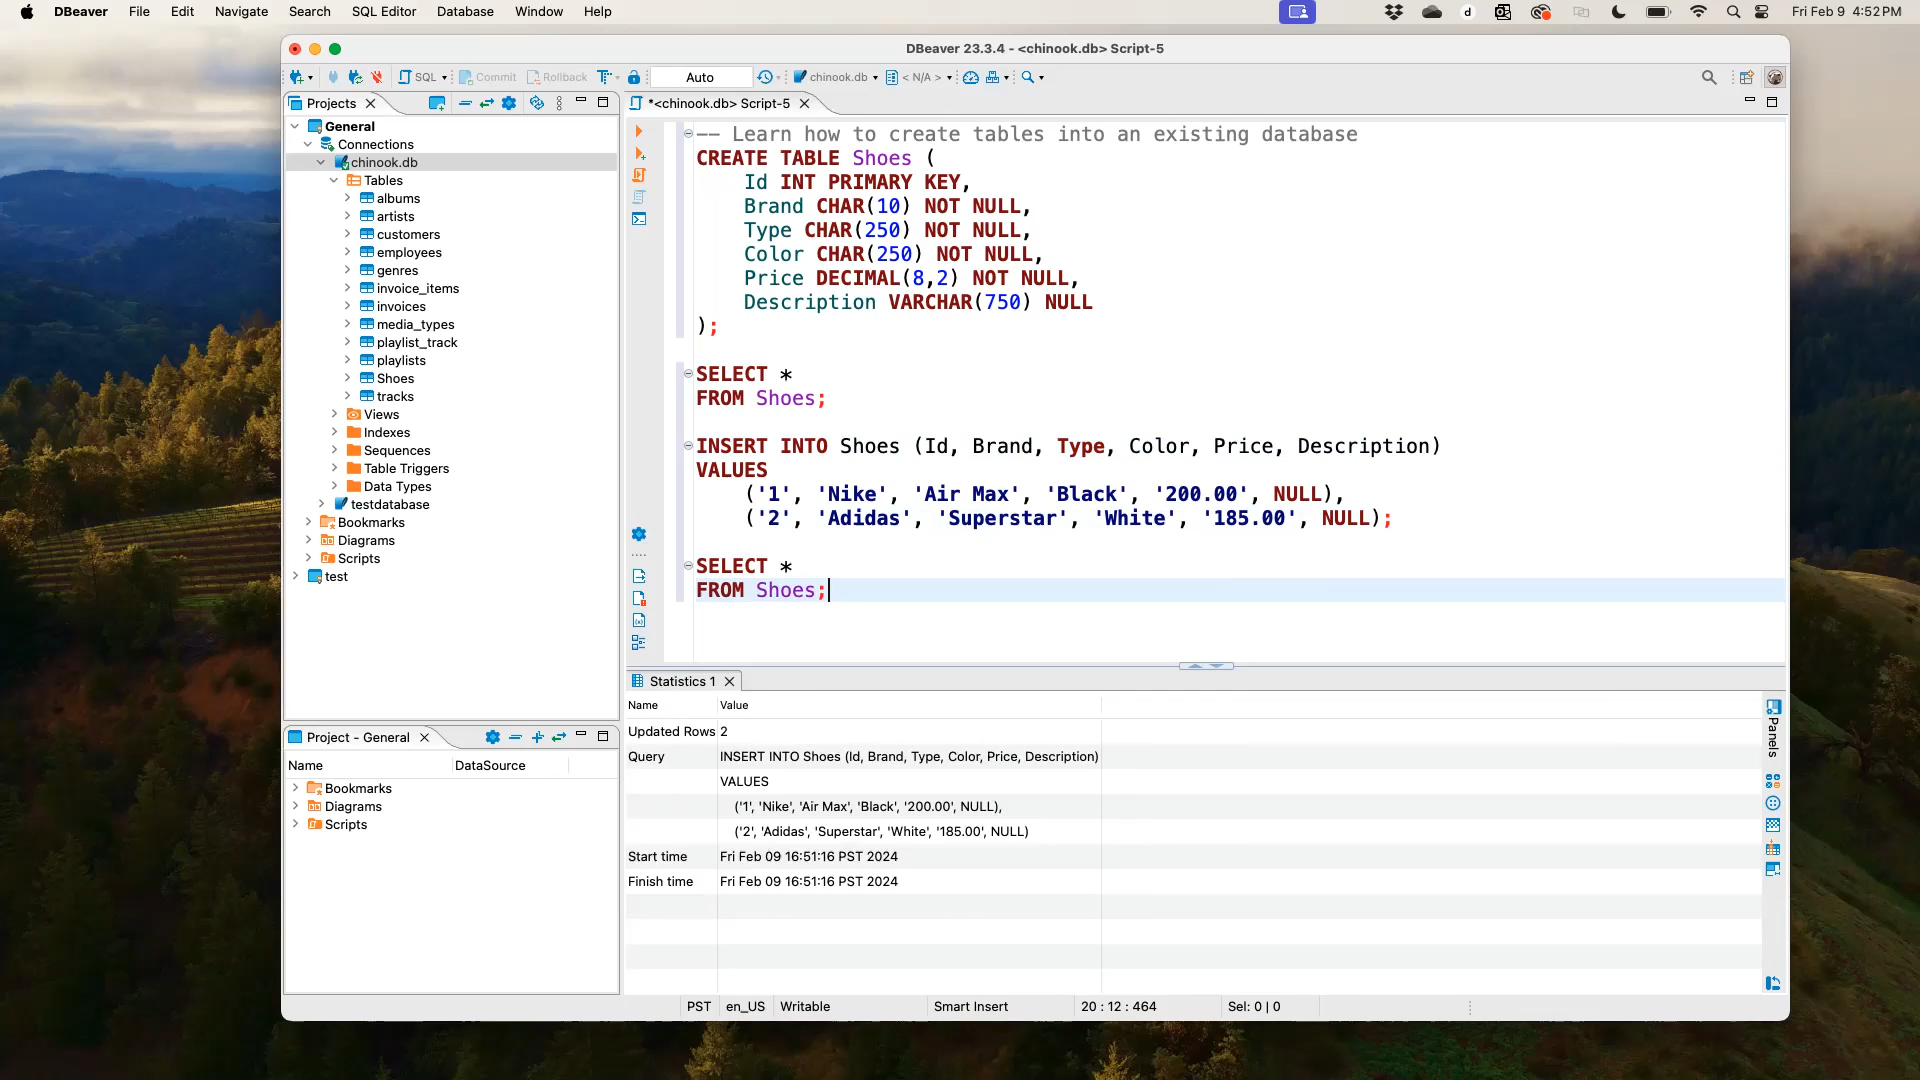 DBeaver File Edit Navigate Search SQL Editor Database Window Help Fri Feb 9 4:52 PM
DBeaver 23.3.4 - <chinook.db> Script-5
SQL Commit Rollback Auto chinook.db < N/A >
Projects
General
Connections
chinook.db
Tables
albums
artists
customers
employees
genres
invoice_items
invoices
media_types
playlist_track
playlists
Shoes
tracks
Views
Indexes
Sequences
Table Triggers
Data Types
testdatabase
Bookmarks
Diagrams
Scripts
test
Project - General
Name DataSource
Bookmarks
Diagrams
Scripts
*<chinook.db> Script-5
-- Learn how to create tables into an existing database
CREATE TABLE Shoes (
Id INT PRIMARY KEY,
Brand CHAR(10) NOT NULL,
Type CHAR(250) NOT NULL,
Color CHAR(250) NOT NULL,
Price DECIMAL(8,2) NOT NULL,
Description VARCHAR(750) NULL
);
SELECT *
FROM Shoes;
INSERT INTO Shoes (Id, Brand, Type, Color, Price, Description)
VALUES
('1', 'Nike', 'Air Max', 'Black', '200.00', NULL),
('2', 'Adidas', 'Superstar', 'White', '185.00', NULL);
SELECT *
FROM Shoes;
Statistics 1
Name Value
Updated Rows 2
Query INSERT INTO Shoes (Id, Brand, Type, Color, Price, Description)
VALUES
('1', 'Nike', 'Air Max', 'Black', '200.00', NULL),
('2', 'Adidas', 'Superstar', 'White', '185.00', NULL)
Start time Fri Feb 09 16:51:16 PST 2024
Finish time Fri Feb 09 16:51:16 PST 2024
Panels
PST en_US Writable Smart Insert 20 : 12 : 464 Sel: 0 | 0